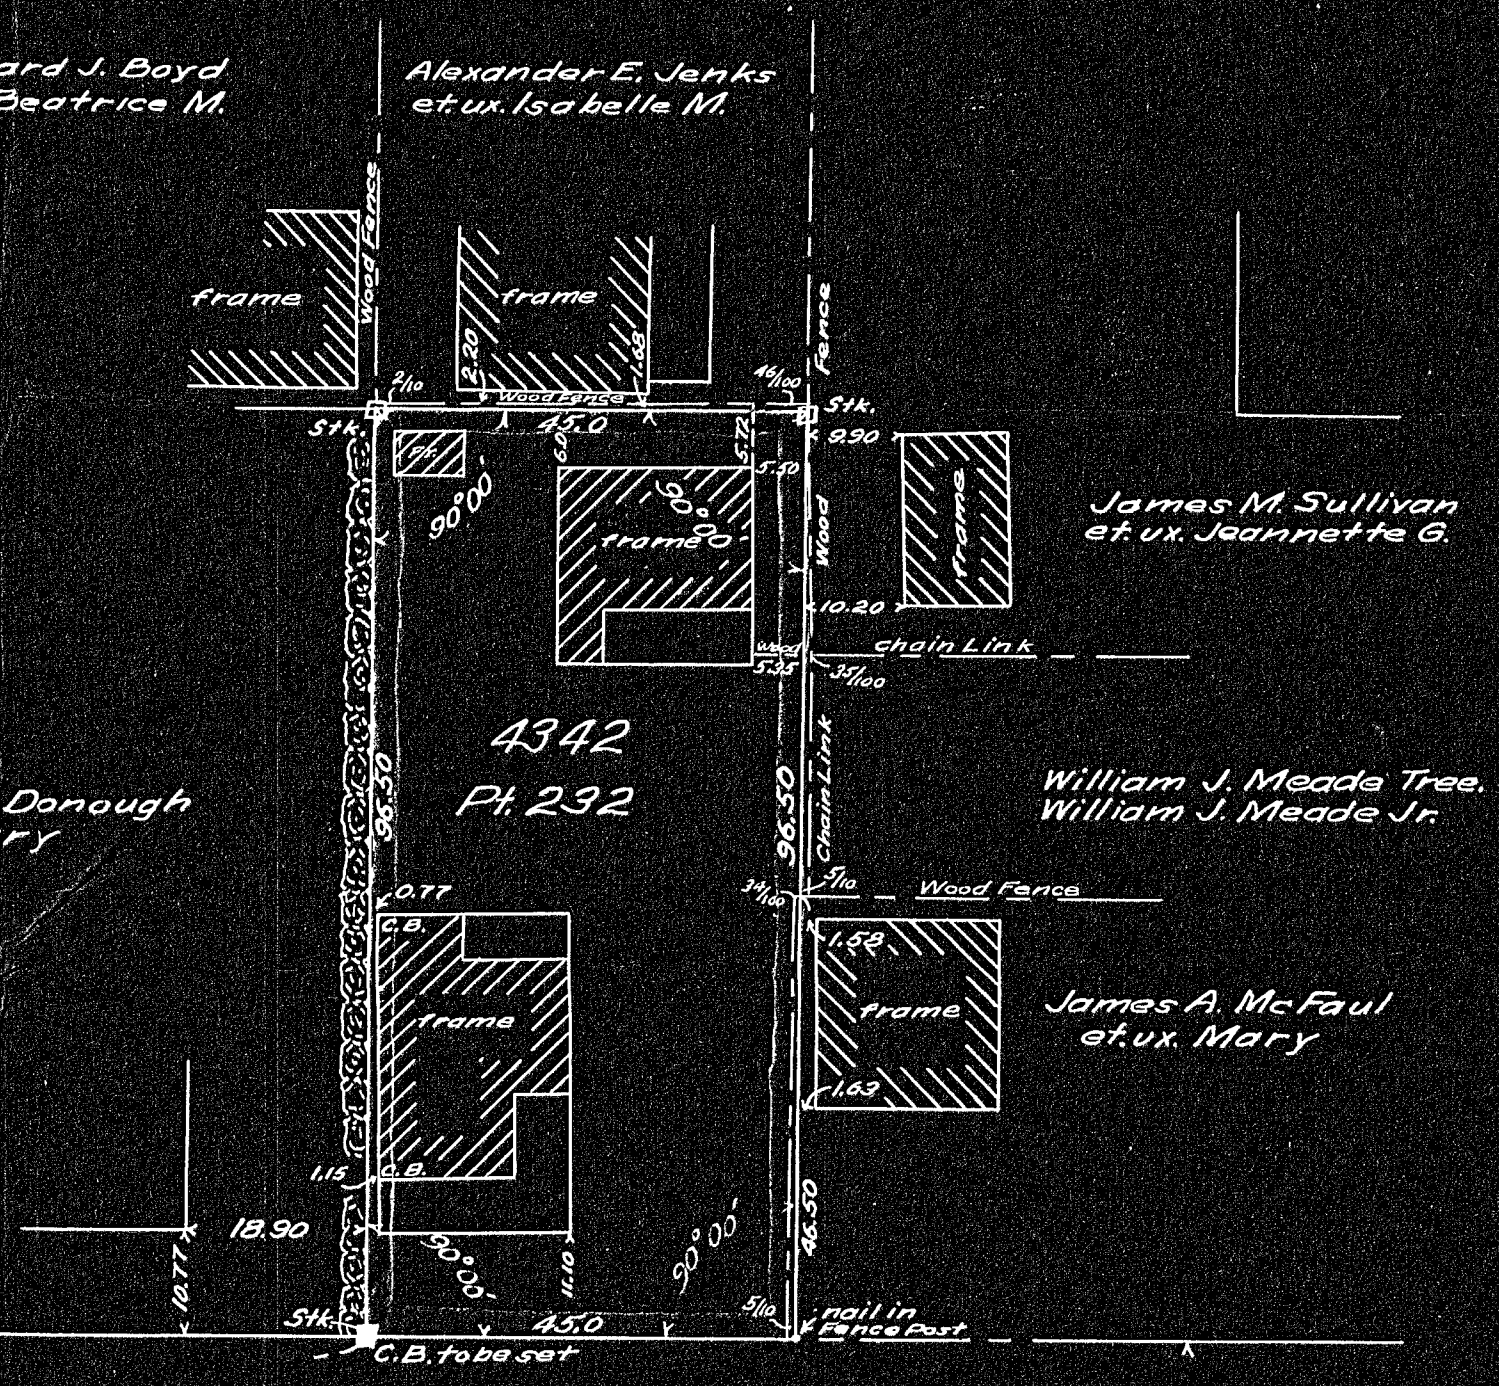 ard J. Boyd
Beatrice M.
Alexander E. Jenks
et. ux. Isabelle M.
Wood Fence
frame
frame
2.20
1.68
Fence
2/10
Wood Fence
46/100
Stk.
Stk.
45.0
9.90
6.0
5.72
5.50
90°00'
90°00'
frame
Wood
frame
James M. Sullivan
et. ux. Jeannette G.
10.20
Wood
5.35
chain Link
35/100
4342
Pt. 232
96.50
96.50
Chain Link
Donough
ry
William J. Meade Tree.
William J. Meade Jr.
0.77
C.B.
34/100
5/10
Wood Fence
1.58
frame
frame
James A. McFaul
et. ux. Mary
1.63
1.15
C.B.
18.90
10.77
90°00'
11.10
90°00'
46.50
Stk.
45.0
5/10
nail in
Fence Post
C.B. to be set